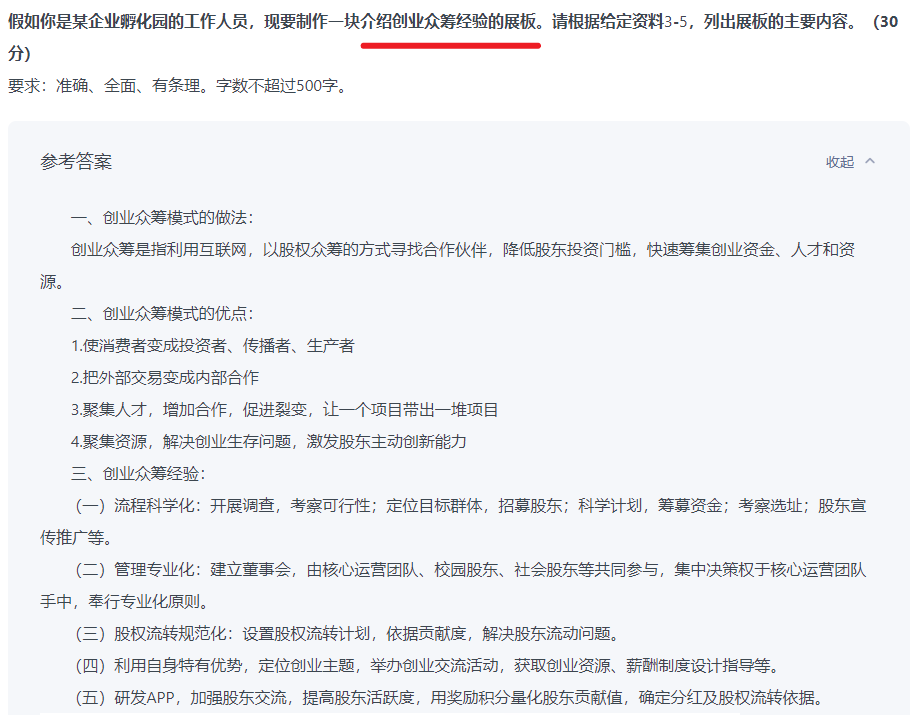 假如你是某企业孵化园的工作人员，现要制作一块介绍创业众筹经验的展板。请根据给定资料3-5，列出展板的主要内容。（30
分）
要求：准确、全面、有条理。字数不超过500字。
参考答案
收起
一、创业众筹模式的做法：
创业众筹是指利用互联网，以股权众筹的方式寻找合作伙伴，降低股东投资门槛，快速筹集创业资金、人才和资
源。
二、创业众筹模式的优点：
1.使消费者变成投资者、传播者、生产者
2.把外部交易变成内部合作
3.聚集人才，增加合作，促进裂变，让一个项目带出一堆项目
4.聚集资源，解决创业生存问题，激发股东主动创新能力
三、创业众筹经验：
（一）流程科学化：开展调查，考察可行性；定位目标群体，招募股东；科学计划，筹募资金；考察选址；股东宣
传推广等。
（二）管理专业化：建立董事会，由核心运营团队、校园股东、社会股东等共同参与，集中决策权于核心运营团队
手中，奉行专业化原则。
（三）股权流转规范化：设置股权流转计划，依据贡献度，解决股东流动问题。
（四）利用自身特有优势，定位创业主题，举办创业交流活动，获取创业资源、薪酬制度设计指导等。
（五）研发APP，加强股东交流，提高股东活跃度，用奖励积分量化股东贡献值，确定分红及股权流转依据。